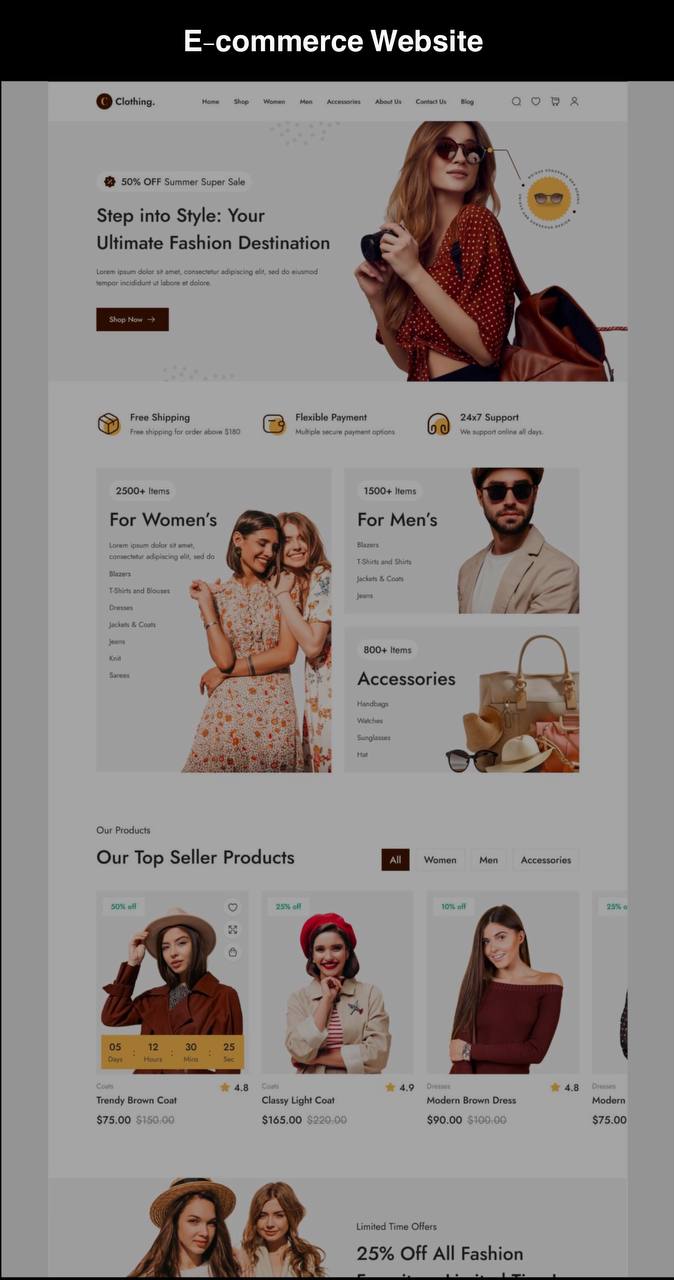 E-commerce Website
Clothing.
Home Shop Women Men Accessories About Us Contact Us Blog
50% OFF Summer Super Sale
Step into Style: Your
Ultimate Fashion Destination
Lorem ipsum dolor sit amet, consectetur adipiscing elit, sed do eiusmod
tempor incididunt ut labore et dolore.
Shop Now
Free Shipping
Free shipping for order above $180
Flexible Payment
Multiple secure payment options
24x7 Support
We support online all days.
2500+ Items
For Women's
Lorem ipsum dolor sit amet,
consectetur adipiscing elit, sed do
Blazers
T-Shirts and Blouses
Dresses
Jackets & Coats
Jeans
Knit
Sarees
1500+ Items
For Men's
Blazers
T-Shirts and Shirts
Jackets & Coats
Jeans
800+ Items
Accessories
Handbags
Watches
Sunglasses
Hat
Our Products
Our Top Seller Products
All Women Men Accessories
50% off
05 : 12 : 30 : 25
Days Hours Mins Sec
Coats 4.8
Trendy Brown Coat
$75.00 $150.00
25% off
Coats 4.9
Classy Light Coat
$165.00 $220.00
10% off
Dresses 4.8
Modern Brown Dress
$90.00 $100.00
25% o
Dresses
Modern
$75.00
Limited Time Offers
25% Off All Fashion